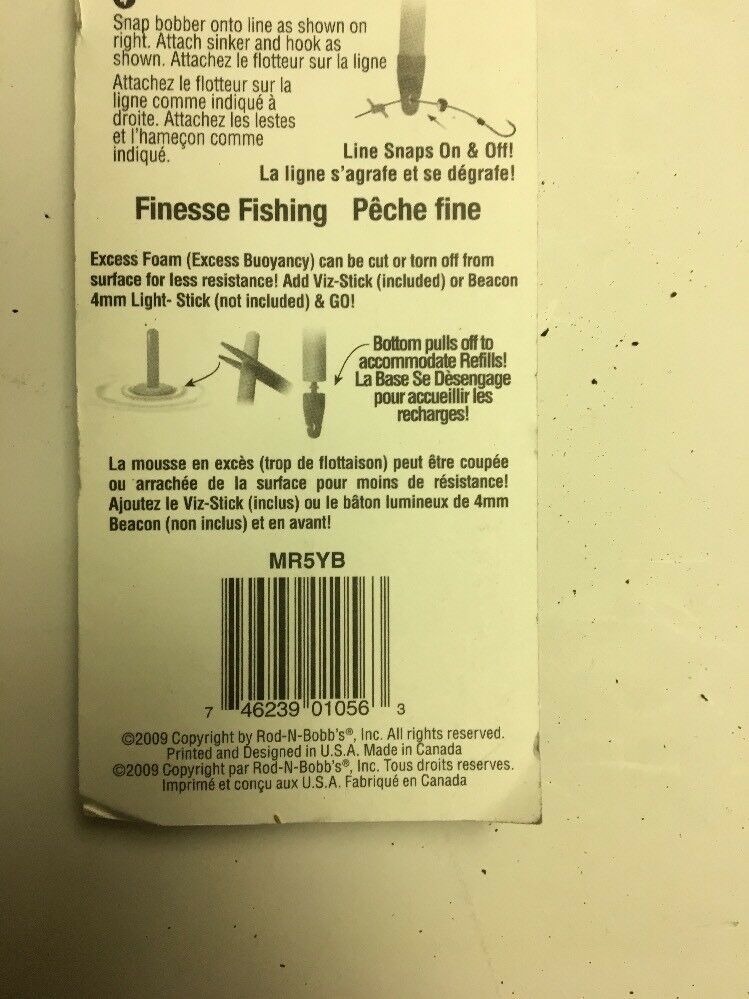 Snap bobber onto line as shown on
right. Attach sinker and hook as
shown. Attachez le flotteur sur la ligne
Attachez le flotteur sur la
ligne comme indiqué à
droite. Attachez les lestes
et l'hameçon comme
indiqué.
Line Snaps On & Off!
La ligne s'agrafe et se dégrafe!
Finesse Fishing Pêche fine
Excess Foam (Excess Buoyancy) can be cut or torn off from
surface for less resistance! Add Viz-Stick (included) or Beacon
4mm Light- Stick (not included) & GO!
Bottom pulls off to
accommodate Refills!
La Base Se Dèsengage
pour accueillir les
recharges!
La mousse en excès (trop de flottaison) peut être coupée
ou arrachée de la surface pour moins de résistance!
Ajoutez le Viz-Stick (inclus) ou le bâton lumineux de 4mm
Beacon (non inclus) et en avant!
MR5YB
7 46239 01056 3
©2009 Copyright by Rod-N-Bobb's®, Inc. All rights reserved.
Printed and Designed in U.S.A. Made in Canada
©2009 Copyright par Rod-N-Bobb's®, Inc. Tous droits reserves.
Imprimé et conçu aux U.S.A. Fabriqué en Canada